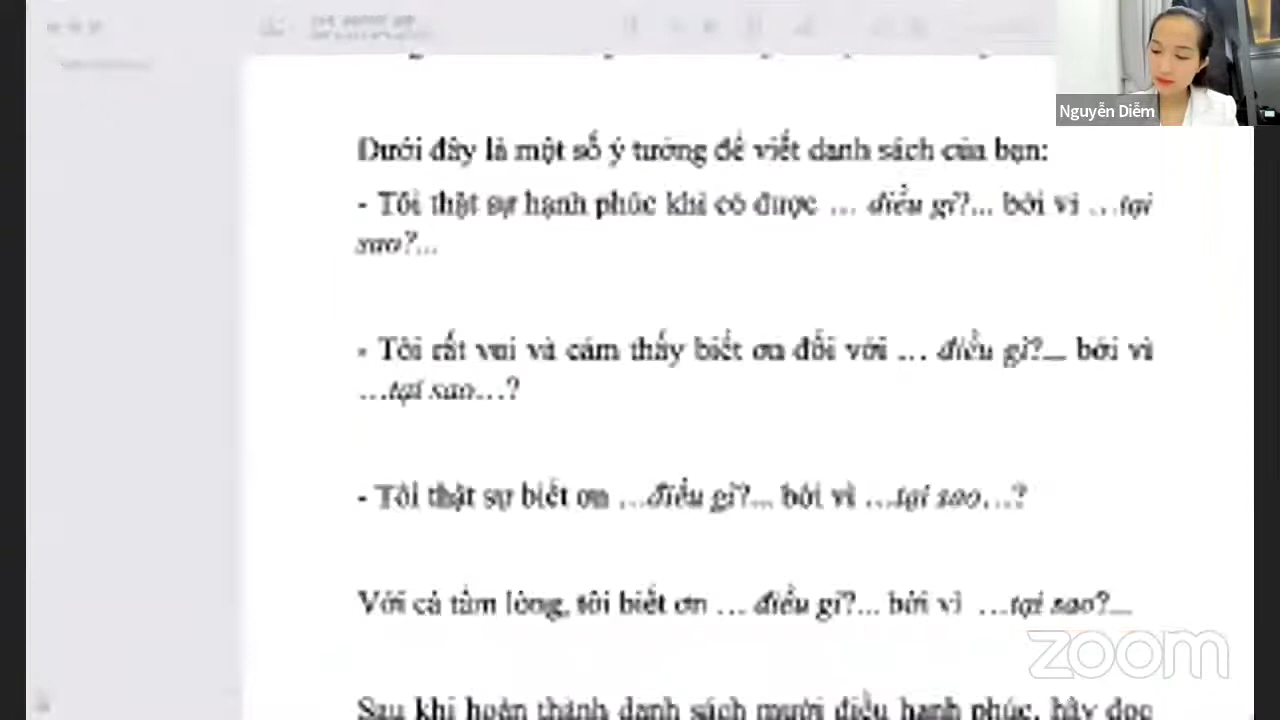 Nguyễn Diễm
Dưới đây là một số ý tưởng để viết danh sách của bạn:
- Tôi thật sự hạnh phúc khi có được … điều gì?... bởi vì …tại
sao?...
- Tôi rất vui và cảm thấy biết ơn đối với … điều gì?... bởi vì
…tại sao…?
- Tôi thật sự biết ơn …điều gì?... bởi vì …tại sao…?
Với cả tấm lòng, tôi biết ơn … điều gì?... bởi vì …tại sao?...
zoom
Sau khi hoàn thành danh sách mười điều hạnh phúc, hãy đọc